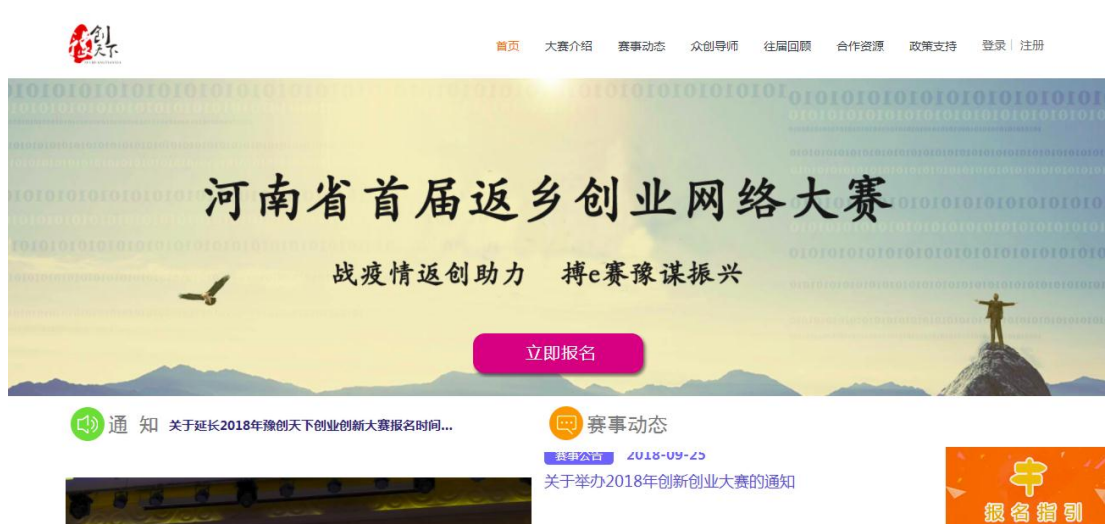 豫创天下
首页 大赛介绍 赛事动态 众创导师 往届回顾 合作资源 政策支持 登录 | 注册
河南省首届返乡创业网络大赛
战疫情返创助力 搏e赛豫谋振兴
立即报名
通 知 关于延长2018年豫创天下创业创新大赛报名时间...
赛事动态
赛事公告 2018-09-25
关于举办2018年创新创业大赛的通知
报名指引